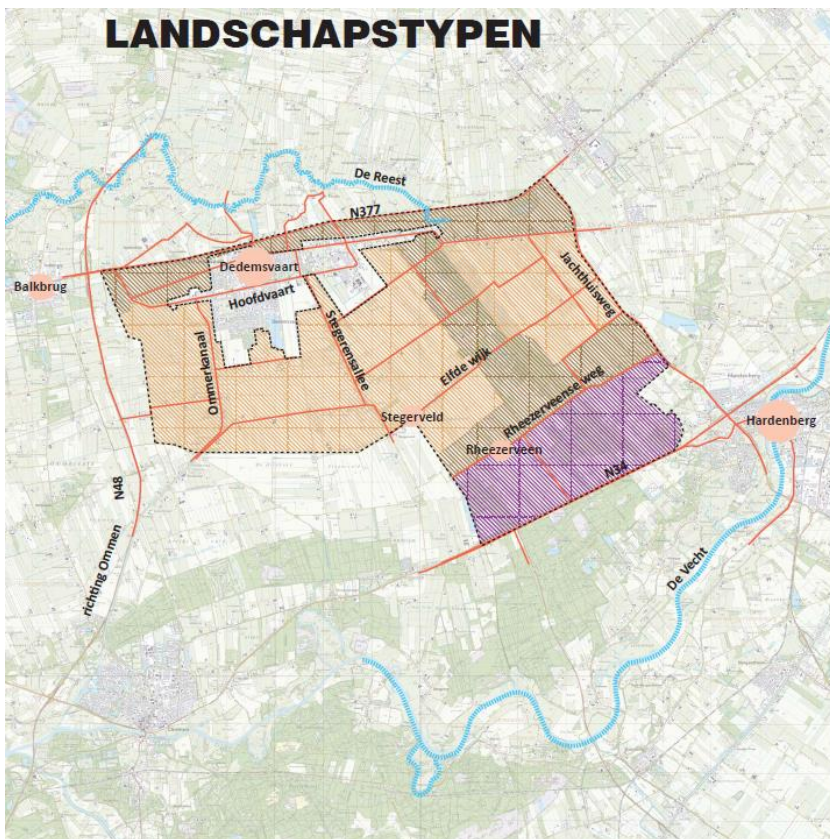 LANDSCHAPSTYPEN
De Reest
N377
Dedemsvaart
Balkbrug
Hoofdvaart
Jachthuisweg
Stegerensallee
Ommerkanaal
Elfde wijk
Rheezerveense weg
Stegerveld
Hardenberg
Rheezerveen
N34
N48
richting Ommen
De Vecht